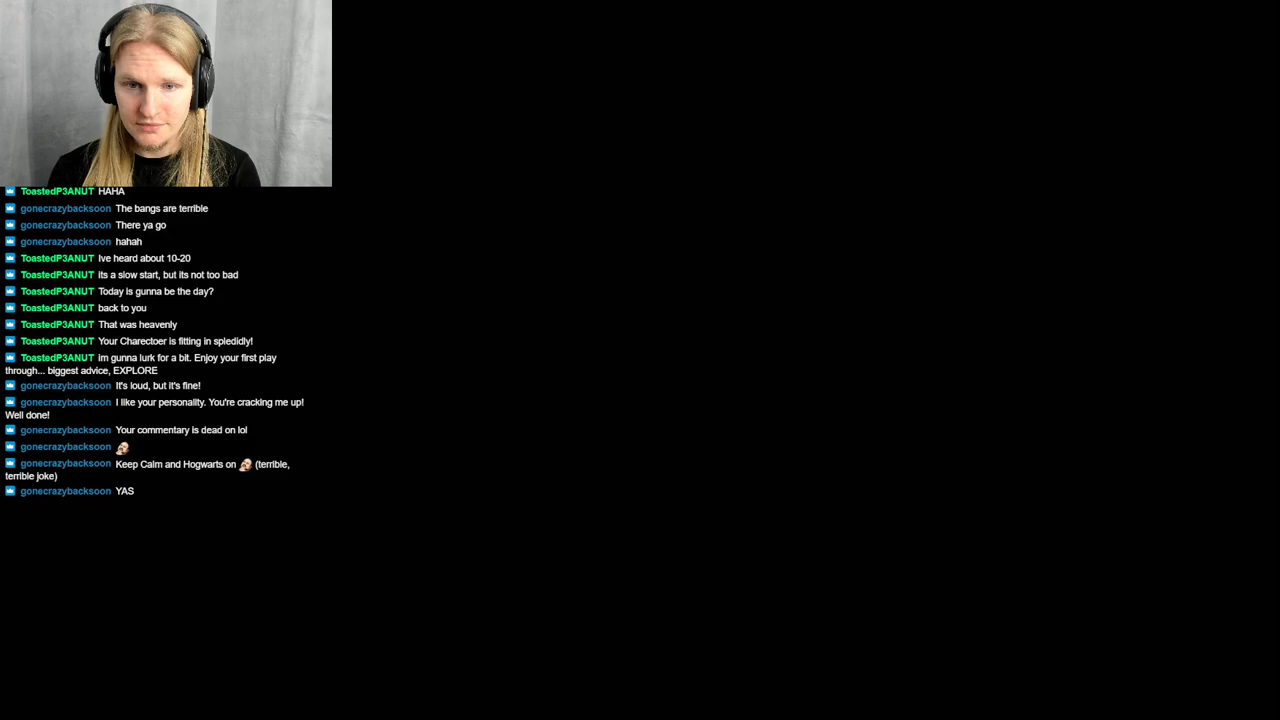 ToastedP3ANUT HAHA
gonecrazybacksoon The bangs are terrible
gonecrazybacksoon There ya go
gonecrazybacksoon hahah
ToastedP3ANUT Ive heard about 10-20
ToastedP3ANUT its a slow start, but its not too bad
ToastedP3ANUT Today is gunna be the day?
ToastedP3ANUT back to you
ToastedP3ANUT That was heavenly
ToastedP3ANUT Your Charectoer is fitting in spledidly!
ToastedP3ANUT im gunna lurk for a bit. Enjoy your first play
through... biggest advice, EXPLORE
gonecrazybacksoon It's loud, but it's fine!
gonecrazybacksoon I like your personality. You're cracking me up!
Well done!
gonecrazybacksoon Your commentary is dead on lol
gonecrazybacksoon
gonecrazybacksoon Keep Calm and Hogwarts on (terrible,
terrible joke)
gonecrazybacksoon YAS